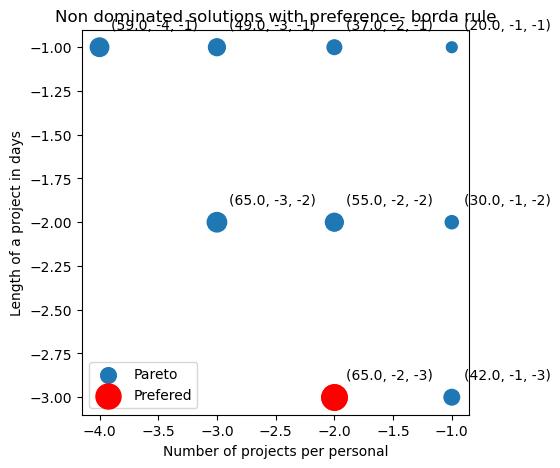 Non dominated solutions with preference- borda rule
(59.0, -4, -1) (49.0, -3, -1) (37.0, -2, -1) (20.0, -1, -1)
−1.00
−1.25
−1.50
−1.75
(65.0, -3, -2) (55.0, -2, -2) (30.0, -1, -2)
−2.00
−2.25
−2.50
−2.75
(65.0, -2, -3) (42.0, -1, -3)
−3.00
Length of a project in days
Pareto
Prefered
−4.0 −3.5 −3.0 −2.5 −2.0 −1.5 −1.0
Number of projects per personal